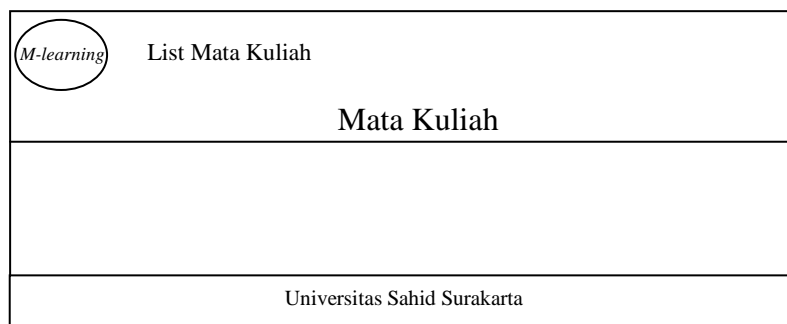 M-learning List Mata Kuliah
Mata Kuliah
Universitas Sahid Surakarta